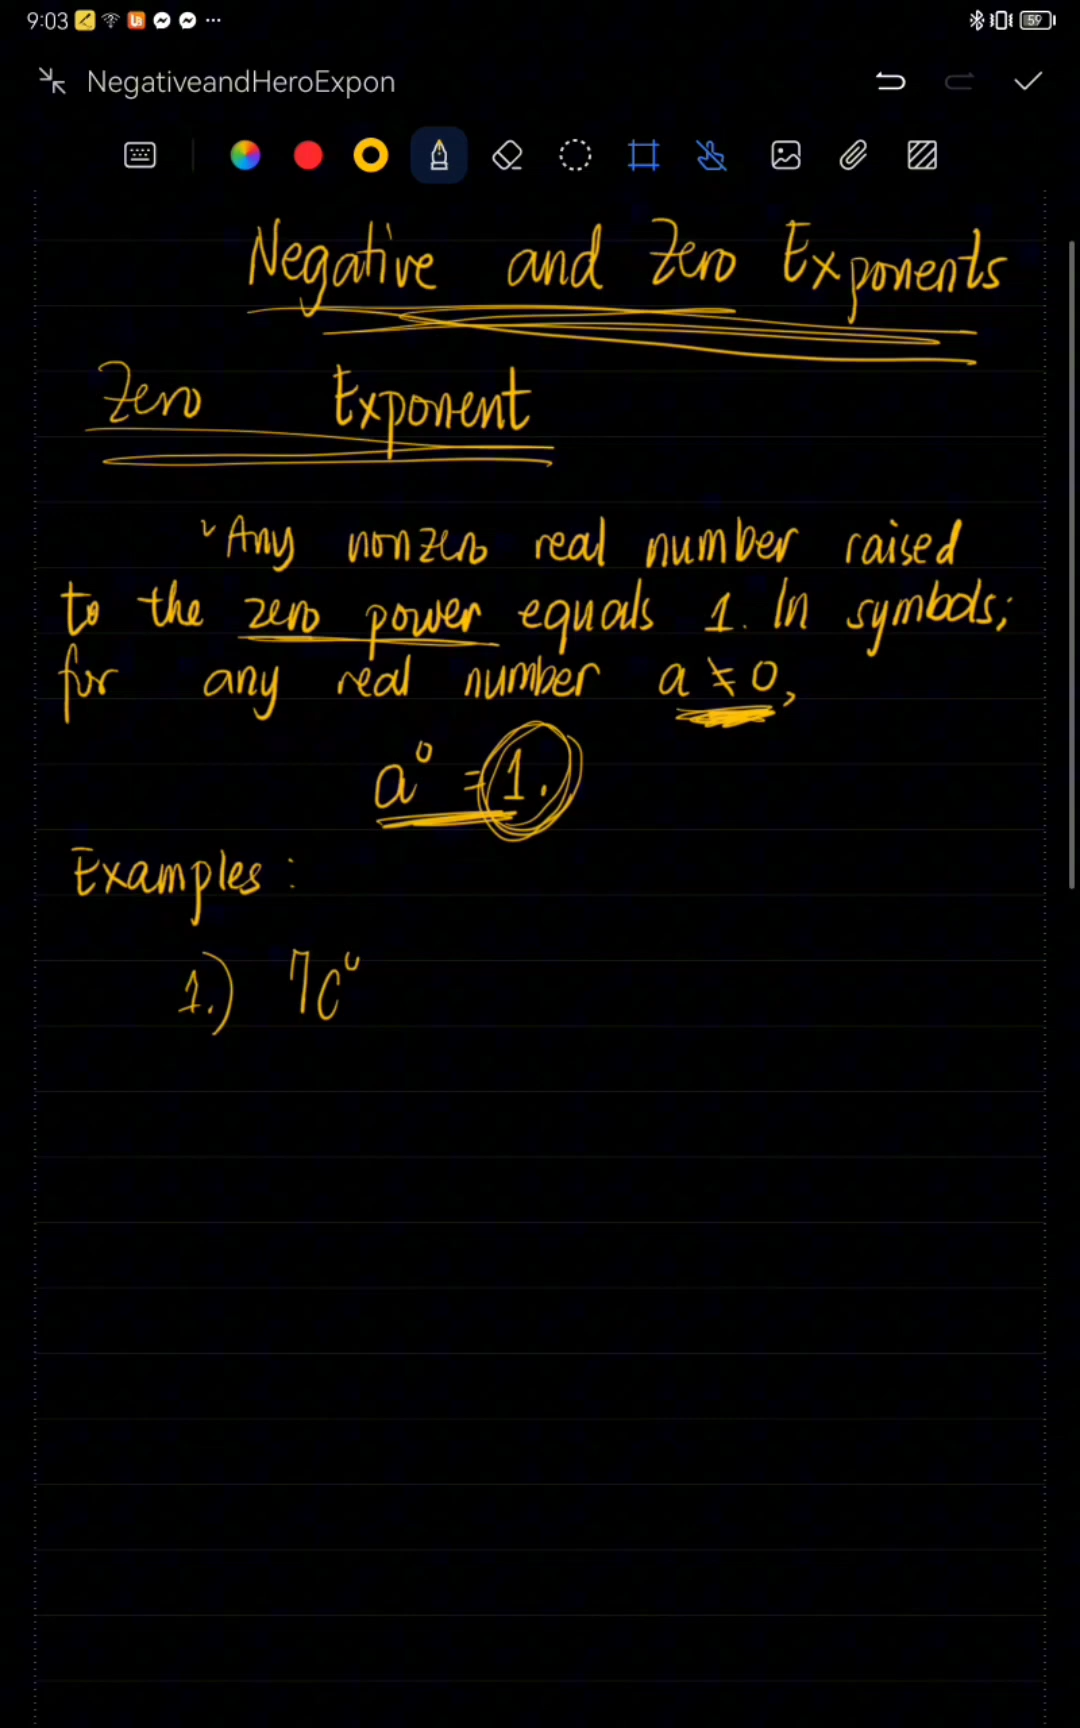 9:03 59
NegativeandHeroExpon
Negative and Zero Exponents
Zero Exponent
Any nonzero real number raised
to the zero power equals 1. In symbols;
for any real number a ≠ 0,
a⁰ = 1.
Examples :
1.) 7c⁰